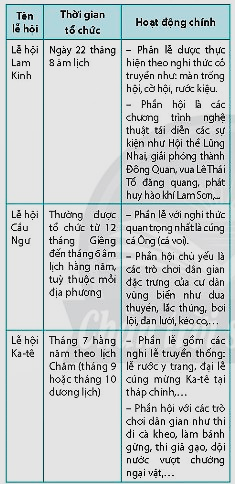 Tên
lễ hội
Thời gian
tổ chức
Hoạt động chính
Lễ hội
Lam
Kinh
Ngày 22 tháng
8 âm lịch
– Phần lễ được thực
hiện theo nghi thức cổ
truyền như: màn trống
hội, cờ hội, rước kiệu.
– Phần hội là các
chương trình nghệ
thuật tái diễn các sự
kiện như Hội thề Lũng
Nhai, giải phóng thành
Đông Quan, vua Lê Thái
Tổ đăng quang, phát
huy hào khí Lam Sơn,...
Lễ hội
Cầu
Ngư
Thường được
tổ chức từ 12
tháng Giêng
đến tháng 6 âm
lịch hằng năm,
tuỳ thuộc mỗi
địa phương
– Phần lễ với nghi thức
quan trọng nhất là cúng
cá Ông (cá voi).
– Phần hội chủ yếu là
các trò chơi dân gian
đặc trưng của cư dân
vùng biển như đua
thuyền, lắc thúng, bơi
lội, đan lưới, kéo co,...
Lễ hội
Ka-tê
Tháng 7 hằng
năm theo lịch
Chăm (tháng 9
hoặc tháng 10
dương lịch)
– Phần lễ gồm các
nghi lễ truyền thống:
lễ rước y trang, đại lễ
cúng mừng Ka-tê tại
tháp chính,...
– Phần hội với các trò
chơi dân gian như thi
đi cà kheo, làm bánh
gừng, thi giã gạo, đội
nước vượt chướng
ngại vật,...